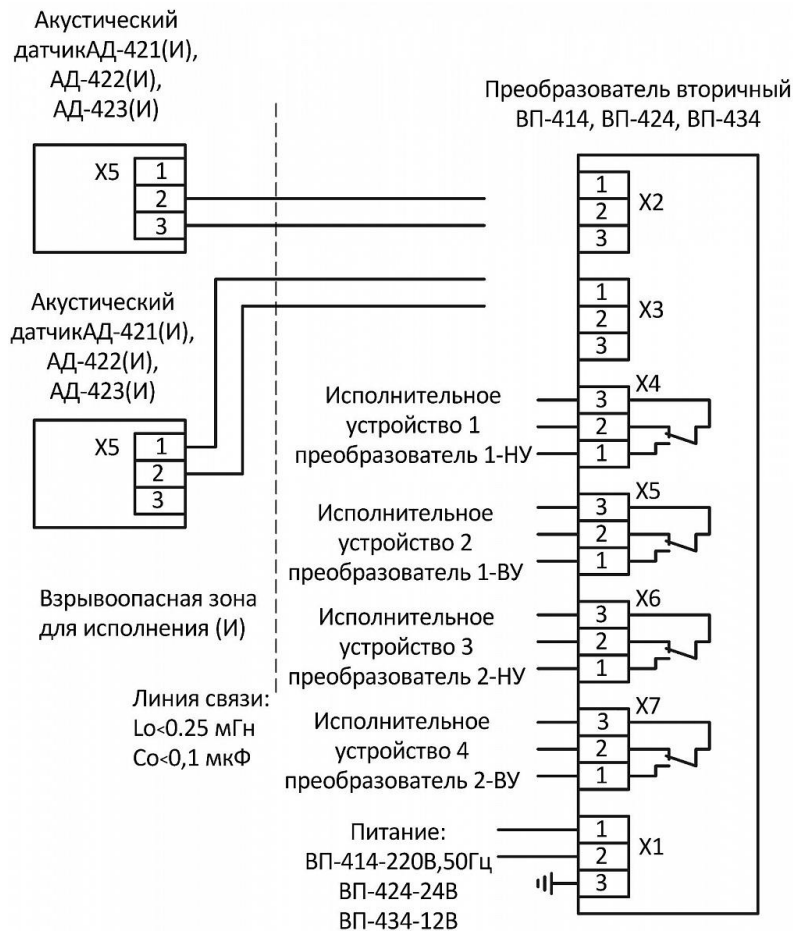 Акустический
датчикАД-421(И),
АД-422(И),
АД-423(И)
X5
1
2
3
Преобразователь вторичный
ВП-414, ВП-424, ВП-434
1
2
3
X2
1
2
3
X3
Акустический
датчикАД-421(И),
АД-422(И),
АД-423(И)
X5
1
2
3
Исполнительное
устройство 1
преобразователь 1-НУ
3
2
1
X4
Исполнительное
устройство 2
преобразователь 1-ВУ
3
2
1
X5
Взрывоопасная зона
для исполнения (И)
Исполнительное
устройство 3
преобразователь 2-НУ
3
2
1
X6
Линия связи:
Lo<0.25 мГн
Co<0,1 мкФ
Исполнительное
устройство 4
преобразователь 2-ВУ
3
2
1
X7
Питание:
ВП-414-220В,50Гц
ВП-424-24В
ВП-434-12В
1
2
3
X1